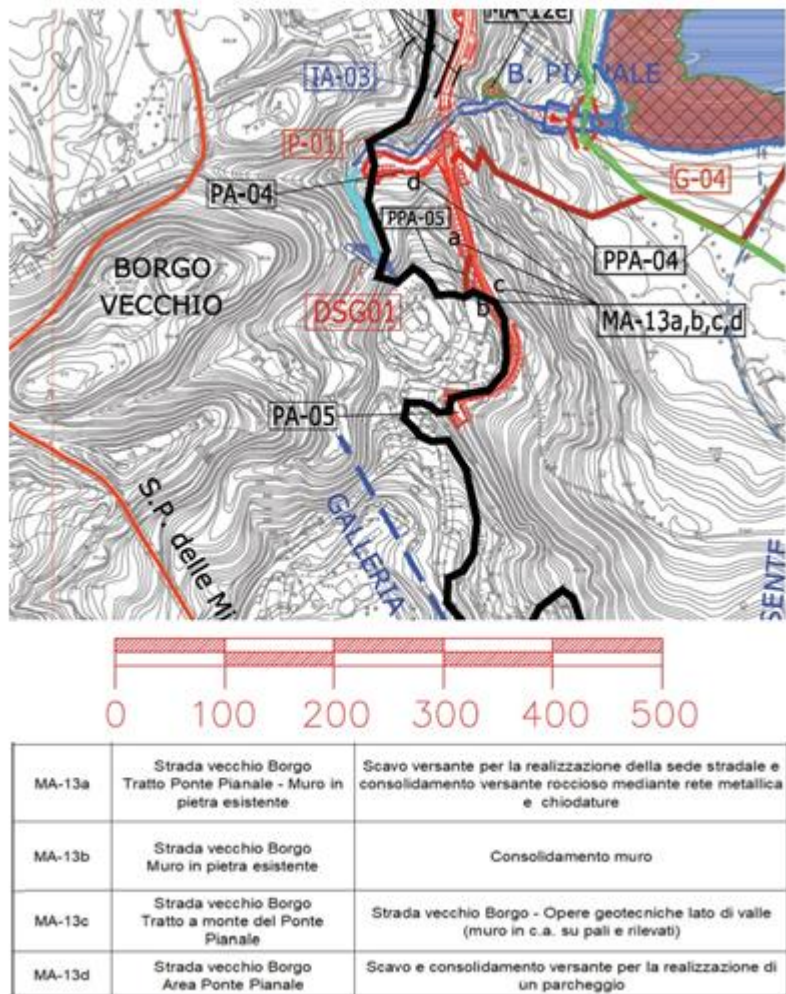 MA-12e
IA-03
B. PIANALE
P-01
G-04
PA-04
d
PPA-05
a
PPA-04
BORGO
VECCHIO
c
DSG01
b
MA-13a,b,c,d
PA-05
S.P. delle Mi
GALLERIA
SENTE
0 100 200 300 400 500
MA-13a
Strada vecchio Borgo
Tratto Ponte Pianale - Muro in
pietra esistente
Scavo versante per la realizzazione della sede stradale e
consolidamento versante roccioso mediante rete metallica
e chiodature
MA-13b
Strada vecchio Borgo
Muro in pietra esistente
Consolidamento muro
MA-13c
Strada vecchio Borgo
Tratto a monte del Ponte
Pianale
Strada vecchio Borgo - Opere geotecniche lato di valle
(muro in c.a. su pali e rilevati)
MA-13d
Strada vecchio Borgo
Area Ponte Pianale
Scavo e consolidamento versante per la realizzazione di
un parcheggio